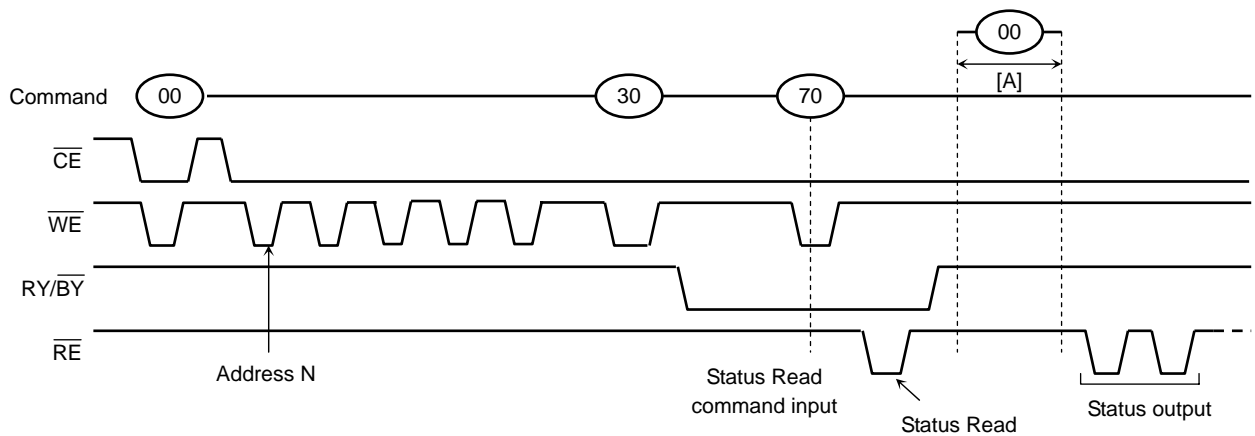 00
[A]
Command 00 30 70
CE
WE
RY/BY
RE
Address N
Status Read
command input
Status Read
Status output